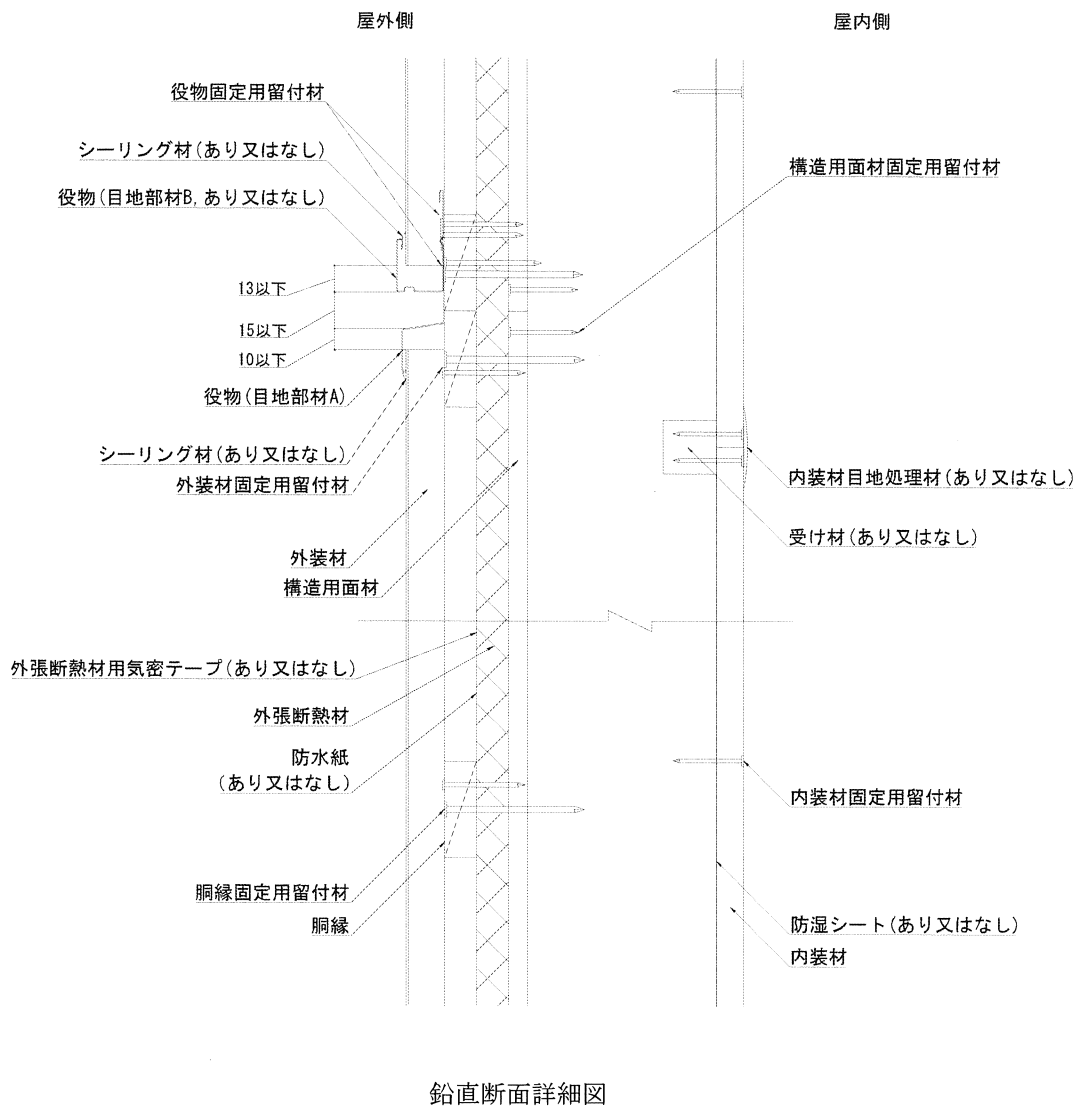 屋外側
屋内側
役物固定用留付材
シーリング材(あり又はなし)
役物(目地部材B, あり又はなし)
構造用面材固定用留付材
13以下
15以下
10以下
役物(目地部材A)
シーリング材(あり又はなし)
外装材固定用留付材
内装材目地処理材(あり又はなし)
受け材(あり又はなし)
外装材
構造用面材
外張断熱材用気密テープ(あり又はなし)
外張断熱材
防水紙
(あり又はなし)
内装材固定用留付材
胴縁固定用留付材
胴縁
防湿シート(あり又はなし)
内装材
鉛直断面詳細図